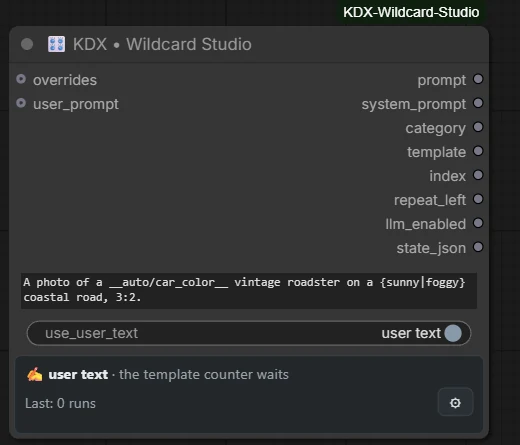 KDX-Wildcard-Studio
KDX • Wildcard Studio
overrides
prompt
user_prompt
system_prompt
category
template
index
repeat_left
llm_enabled
state_json
A photo of a __auto/car_color__ vintage roadster on a {sunny|foggy}
coastal road, 3:2.
use_user_text
user text
✍ user text · the template counter waits
Last: 0 runs